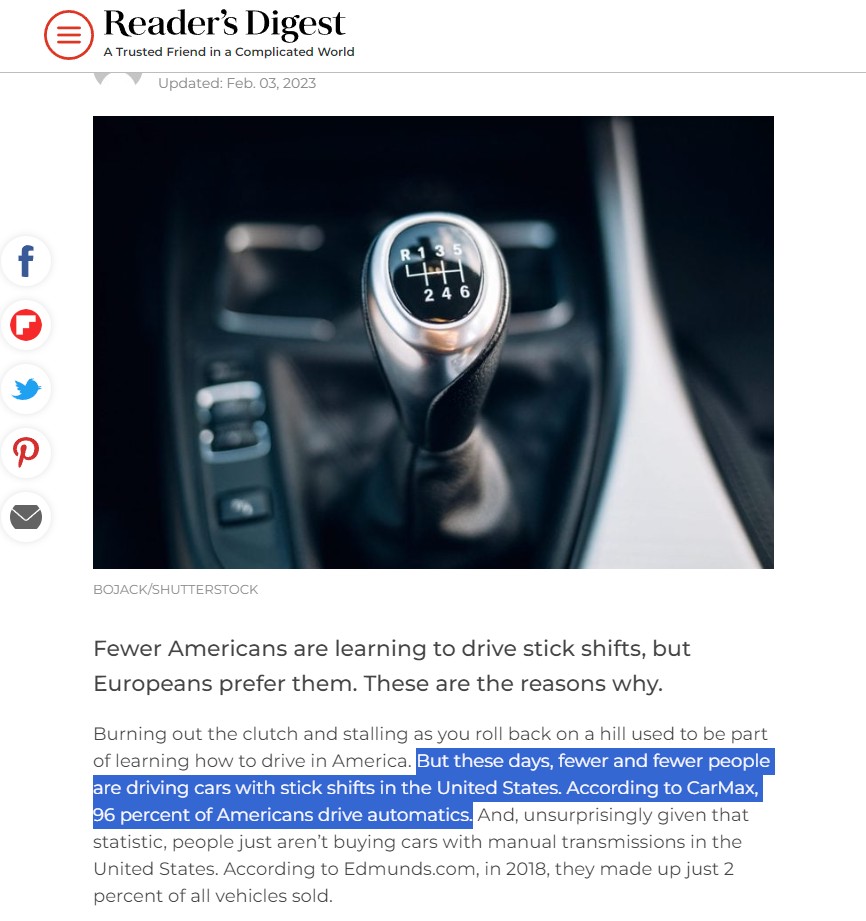 Reader's Digest
A Trusted Friend in a Complicated World
Updated: Feb. 03, 2023
R 1 3 5
2 4 6
BOJACK/SHUTTERSTOCK
Fewer Americans are learning to drive stick shifts, but
Europeans prefer them. These are the reasons why.
Burning out the clutch and stalling as you roll back on a hill used to be part
of learning how to drive in America. But these days, fewer and fewer people
are driving cars with stick shifts in the United States. According to CarMax,
96 percent of Americans drive automatics. And, unsurprisingly given that
statistic, people just aren't buying cars with manual transmissions in the
United States. According to Edmunds.com, in 2018, they made up just 2
percent of all vehicles sold.